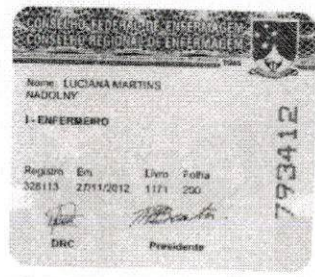 CONSELHO FEDERAL DE ENFERMAGEM
CONSELHO REGIONAL DE ENFERMAGEM
Nome LUCIANA MARTINS
NADOLNY
I - ENFERMEIRO
Registro Em Livro Folha
328113 27/11/2012 1171 200
DRC Presidente
793412